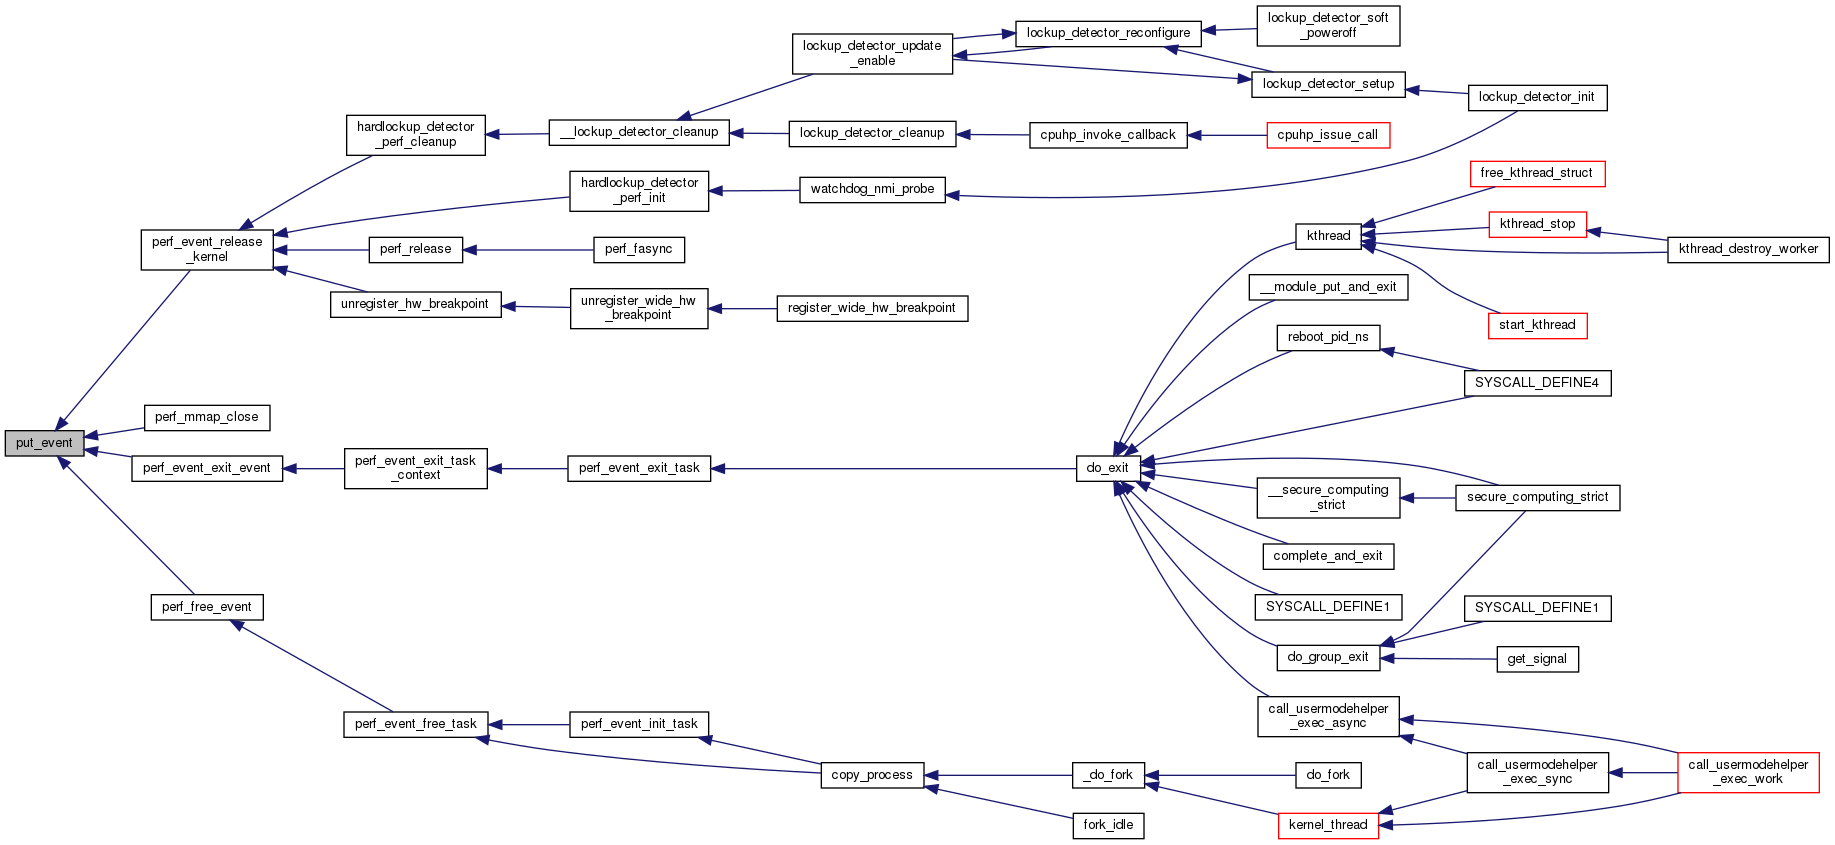 lockup_detector_soft
_poweroff
lockup_detector_reconfigure
lockup_detector_update
_enable
lockup_detector_setup
lockup_detector_init
hardlockup_detector
_perf_cleanup
__lockup_detector_cleanup
lockup_detector_cleanup
cpuhp_invoke_callback
cpuhp_issue_call
hardlockup_detector
_perf_init
watchdog_nmi_probe
free_kthread_struct
kthread
kthread_stop
kthread_destroy_worker
perf_event_release
_kernel
perf_release
perf_fasync
__module_put_and_exit
unregister_hw_breakpoint
unregister_wide_hw
_breakpoint
register_wide_hw_breakpoint
start_kthread
reboot_pid_ns
SYSCALL_DEFINE4
perf_mmap_close
put_event
perf_event_exit_event
perf_event_exit_task
_context
perf_event_exit_task
do_exit
__secure_computing
_strict
secure_computing_strict
complete_and_exit
perf_free_event
SYSCALL_DEFINE1
SYSCALL_DEFINE1
do_group_exit
get_signal
call_usermodehelper
_exec_async
perf_event_free_task
perf_event_init_task
copy_process
_do_fork
do_fork
call_usermodehelper
_exec_sync
call_usermodehelper
_exec_work
fork_idle
kernel_thread